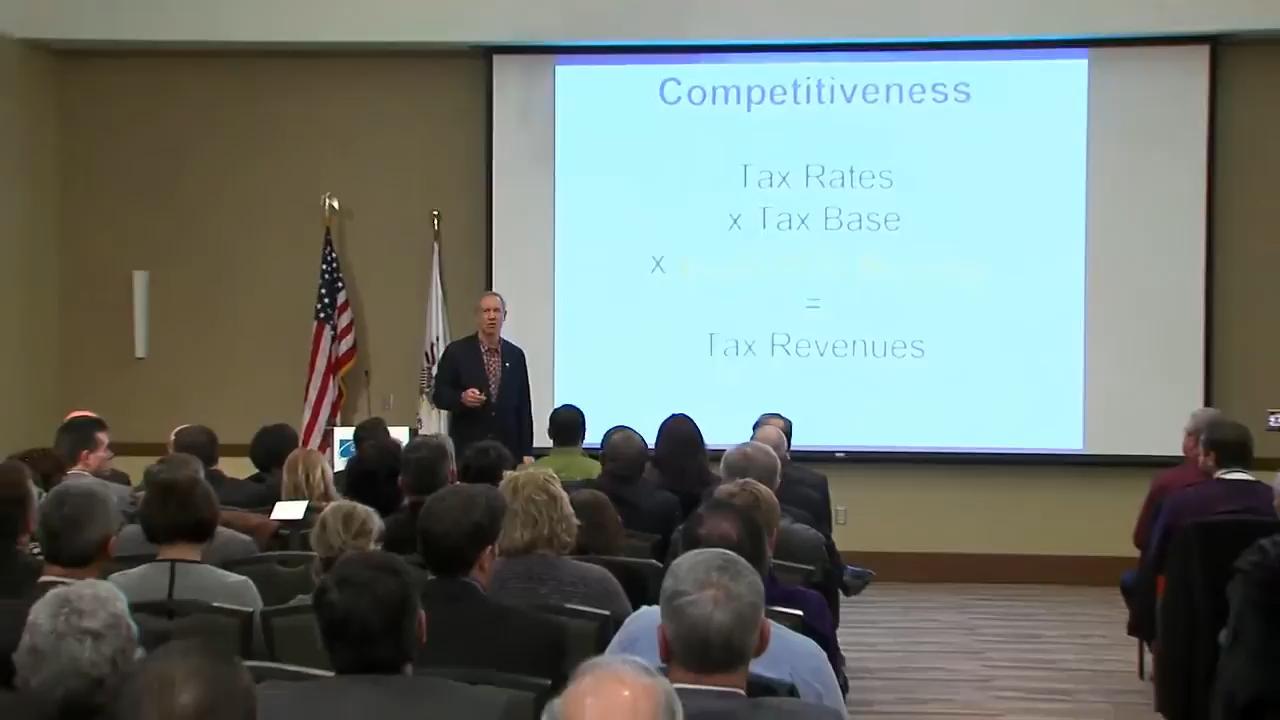 Competitiveness
Tax Rates
x Tax Base
x
=
Tax Revenues